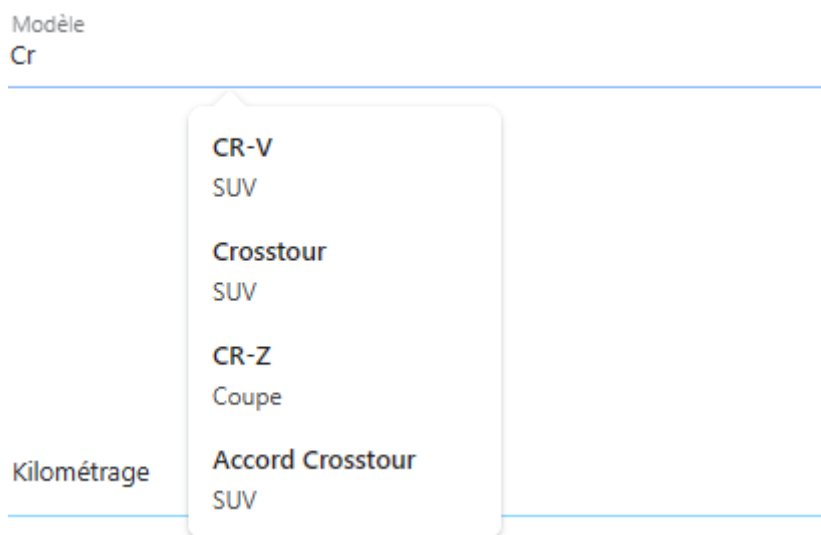 Modèle
Cr
CR-V
SUV
Crosstour
SUV
CR-Z
Coupe
Accord Crosstour
SUV
Kilométrage